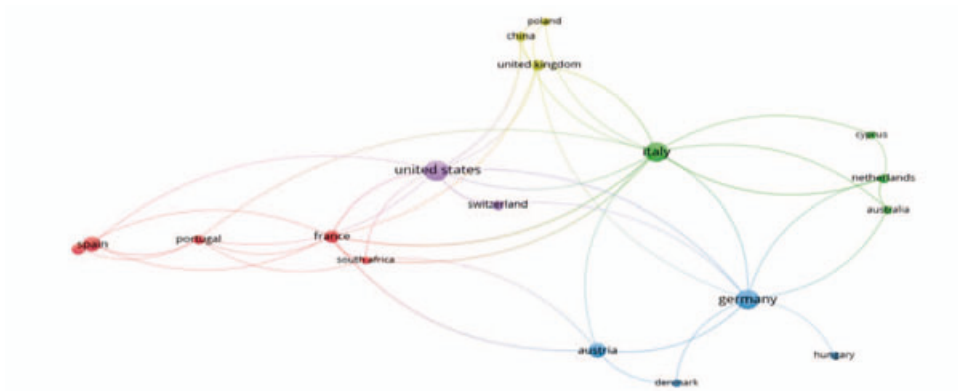 poland
china
united kingdom
italy
cyprus
united states
netherlands
switzerland
australia
france
portugal
spain
south africa
germany
austria
hungary
denmark